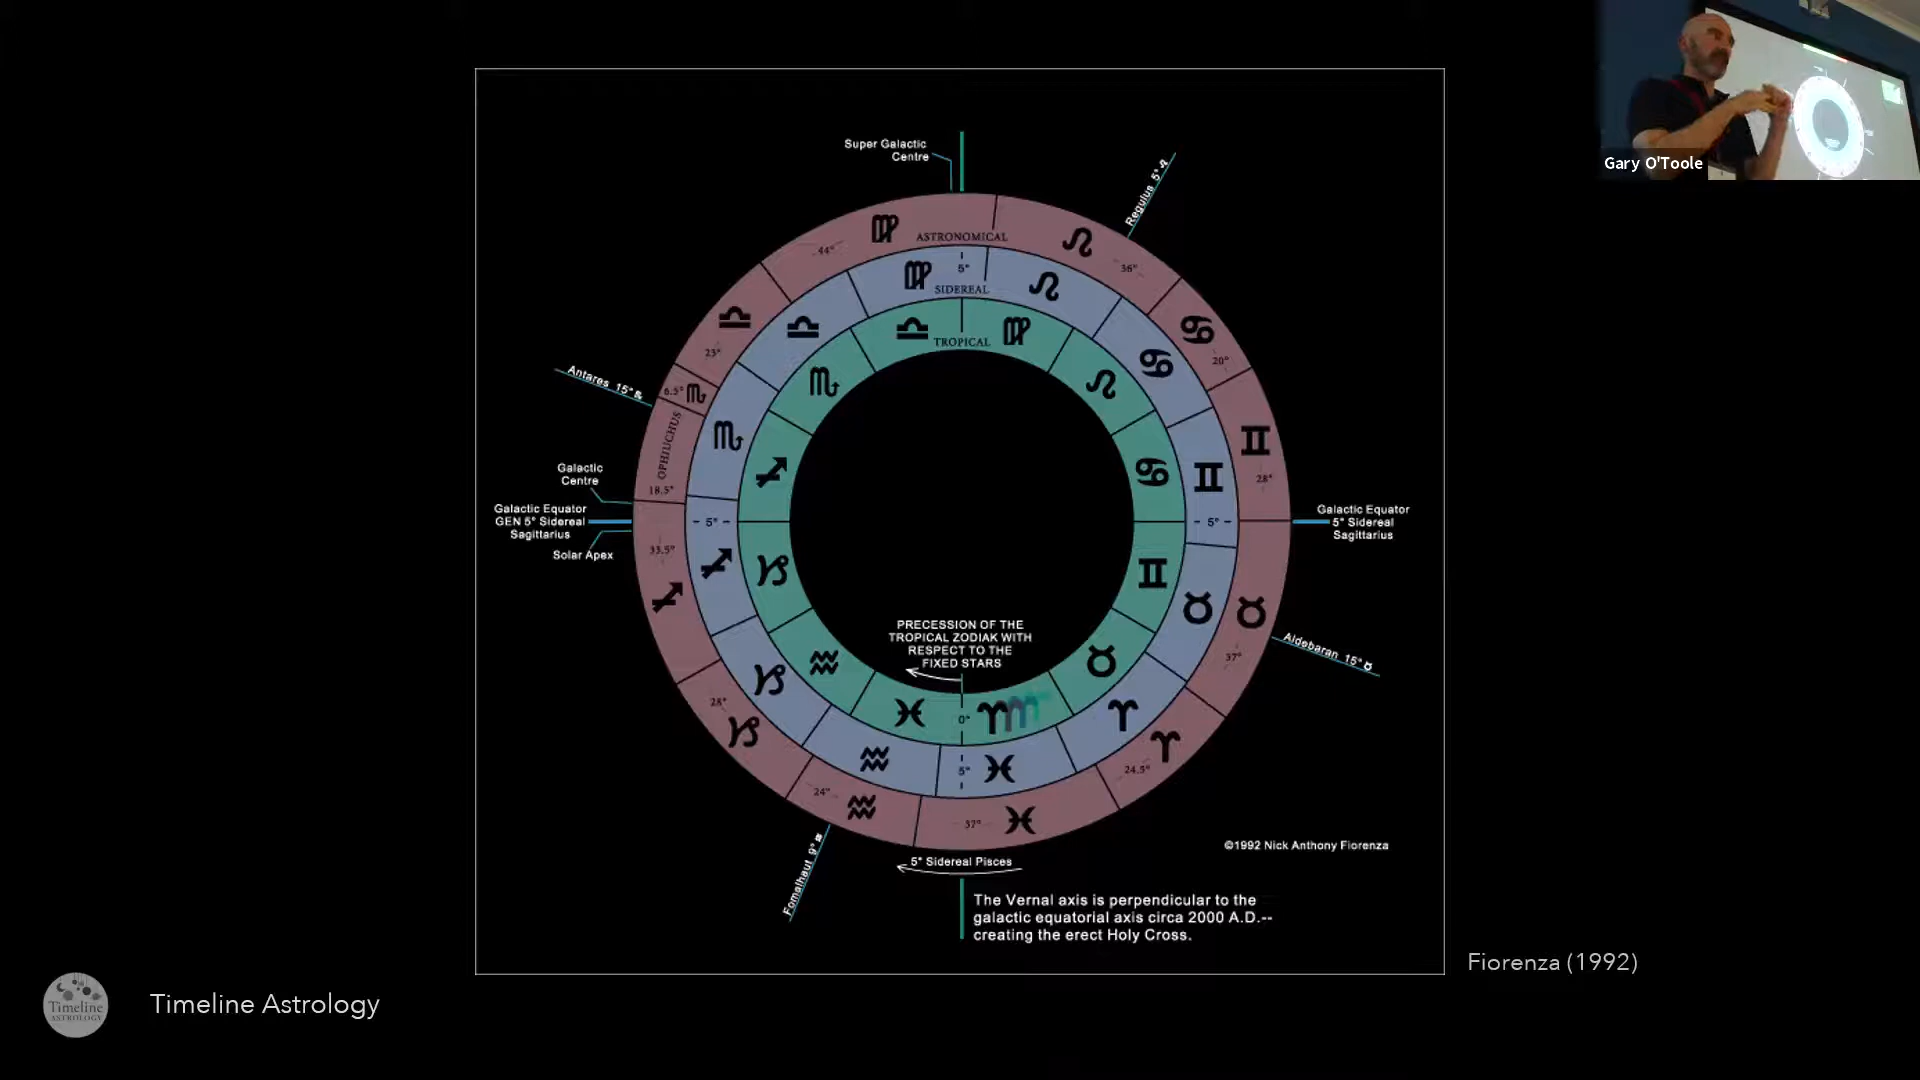 Gary O'Toole
Super Galactic
Centre
Regulus 5° ♌
ASTRONOMICAL
44°
36°
5°
SIDEREAL
TROPICAL
23°
20°
Antares 15° ♏
6.5°
OPHIUCHUS
18.5°
28°
Galactic
Centre
Galactic Equator
GEN 5° Sidereal
Sagittarius
Solar Apex
- 5° -
- 5° -
Galactic Equator
5° Sidereal
Sagittarius
33.5°
PRECESSION OF THE
TROPICAL ZODIAK WITH
RESPECT TO THE
FIXED STARS
Aldebaran 15° ♉
37°
28°
0°
24.5°
5°
24°
37°
Fomalhaut 9° ♒
5° Sidereal Pisces
©1992 Nick Anthony Fiorenza
The Vernal axis is perpendicular to the
galactic equatorial axis circa 2000 A.D.--
creating the erect Holy Cross.
Fiorenza (1992)
Timeline
ASTROLOGY
Timeline Astrology